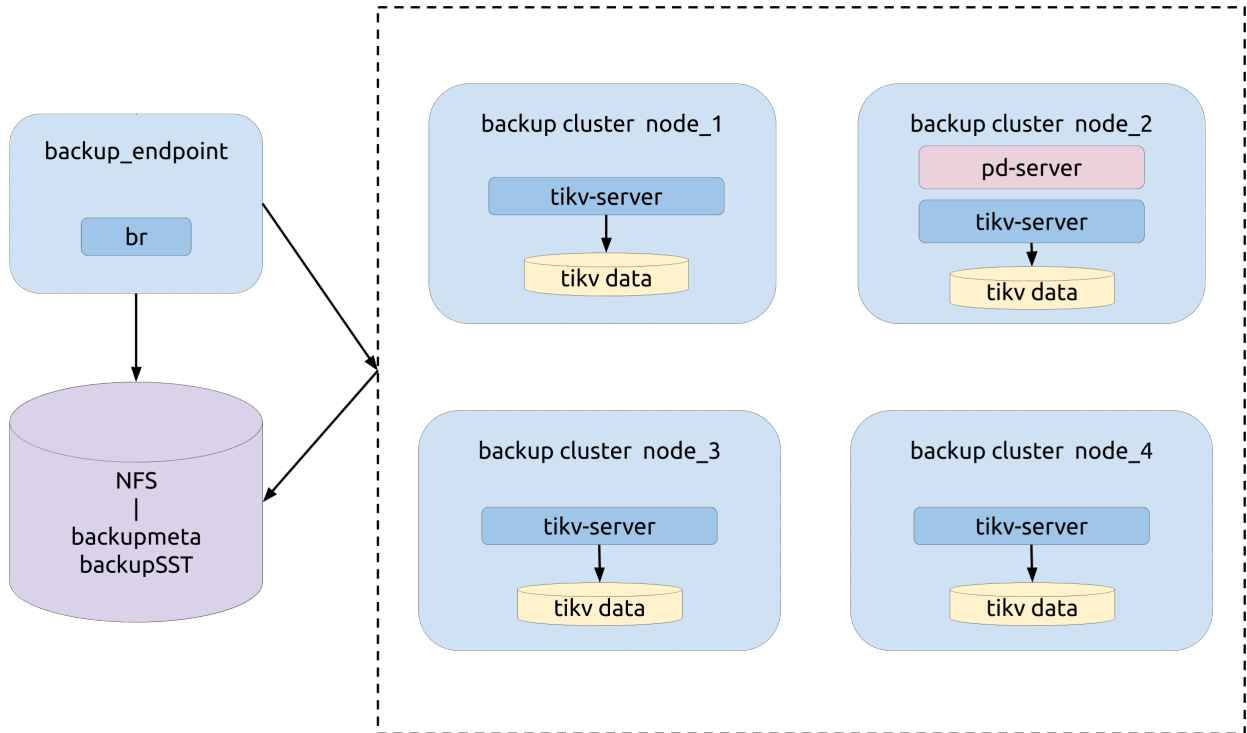 backup_endpoint
br
NFS
backupmeta
backupSST
backup cluster node_1
tikv-server
tikv data
backup cluster node_2
pd-server
tikv-server
tikv data
backup cluster node_3
tikv-server
tikv data
backup cluster node_4
tikv-server
tikv data